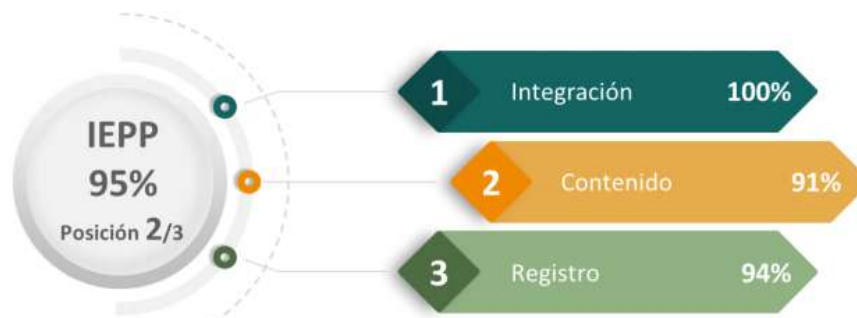 IEPP
95%
Posición 2/3
1 Integración 100%
2 Contenido 91%
3 Registro 94%